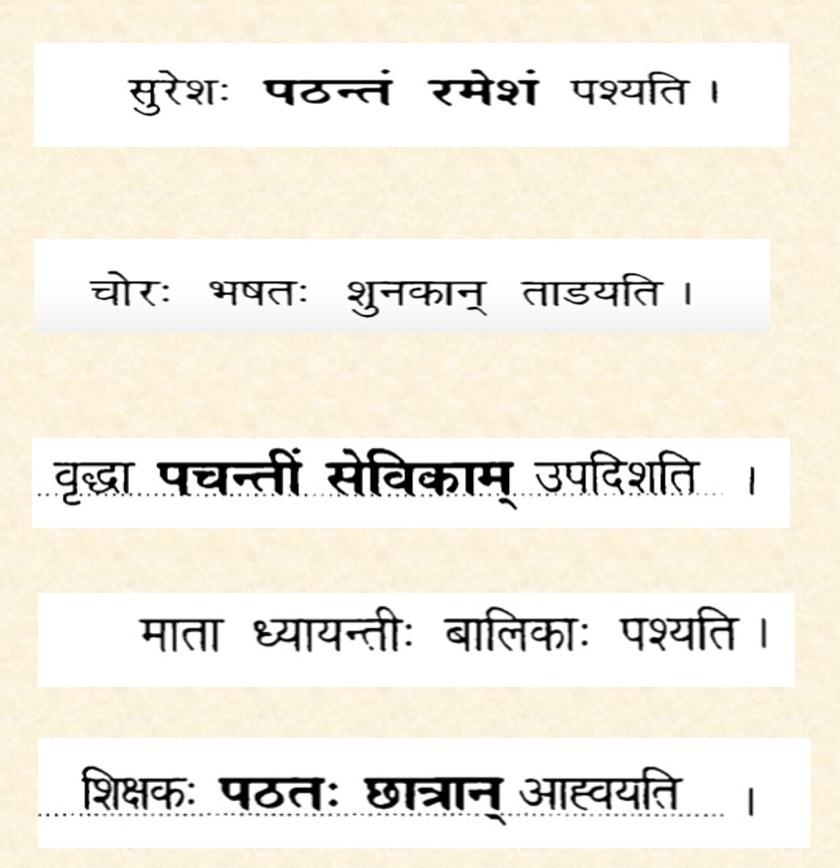 सुरेशः पठन्तं रमेशं पश्यति ।
चोरः भषतः शुनकान् ताडयति ।
वृद्धा पचन्तीं सेविकाम् उपदिशति ।
माता ध्यायन्तीः बालिकाः पश्यति ।
शिक्षकः पठतः छात्रान् आह्वयति ।